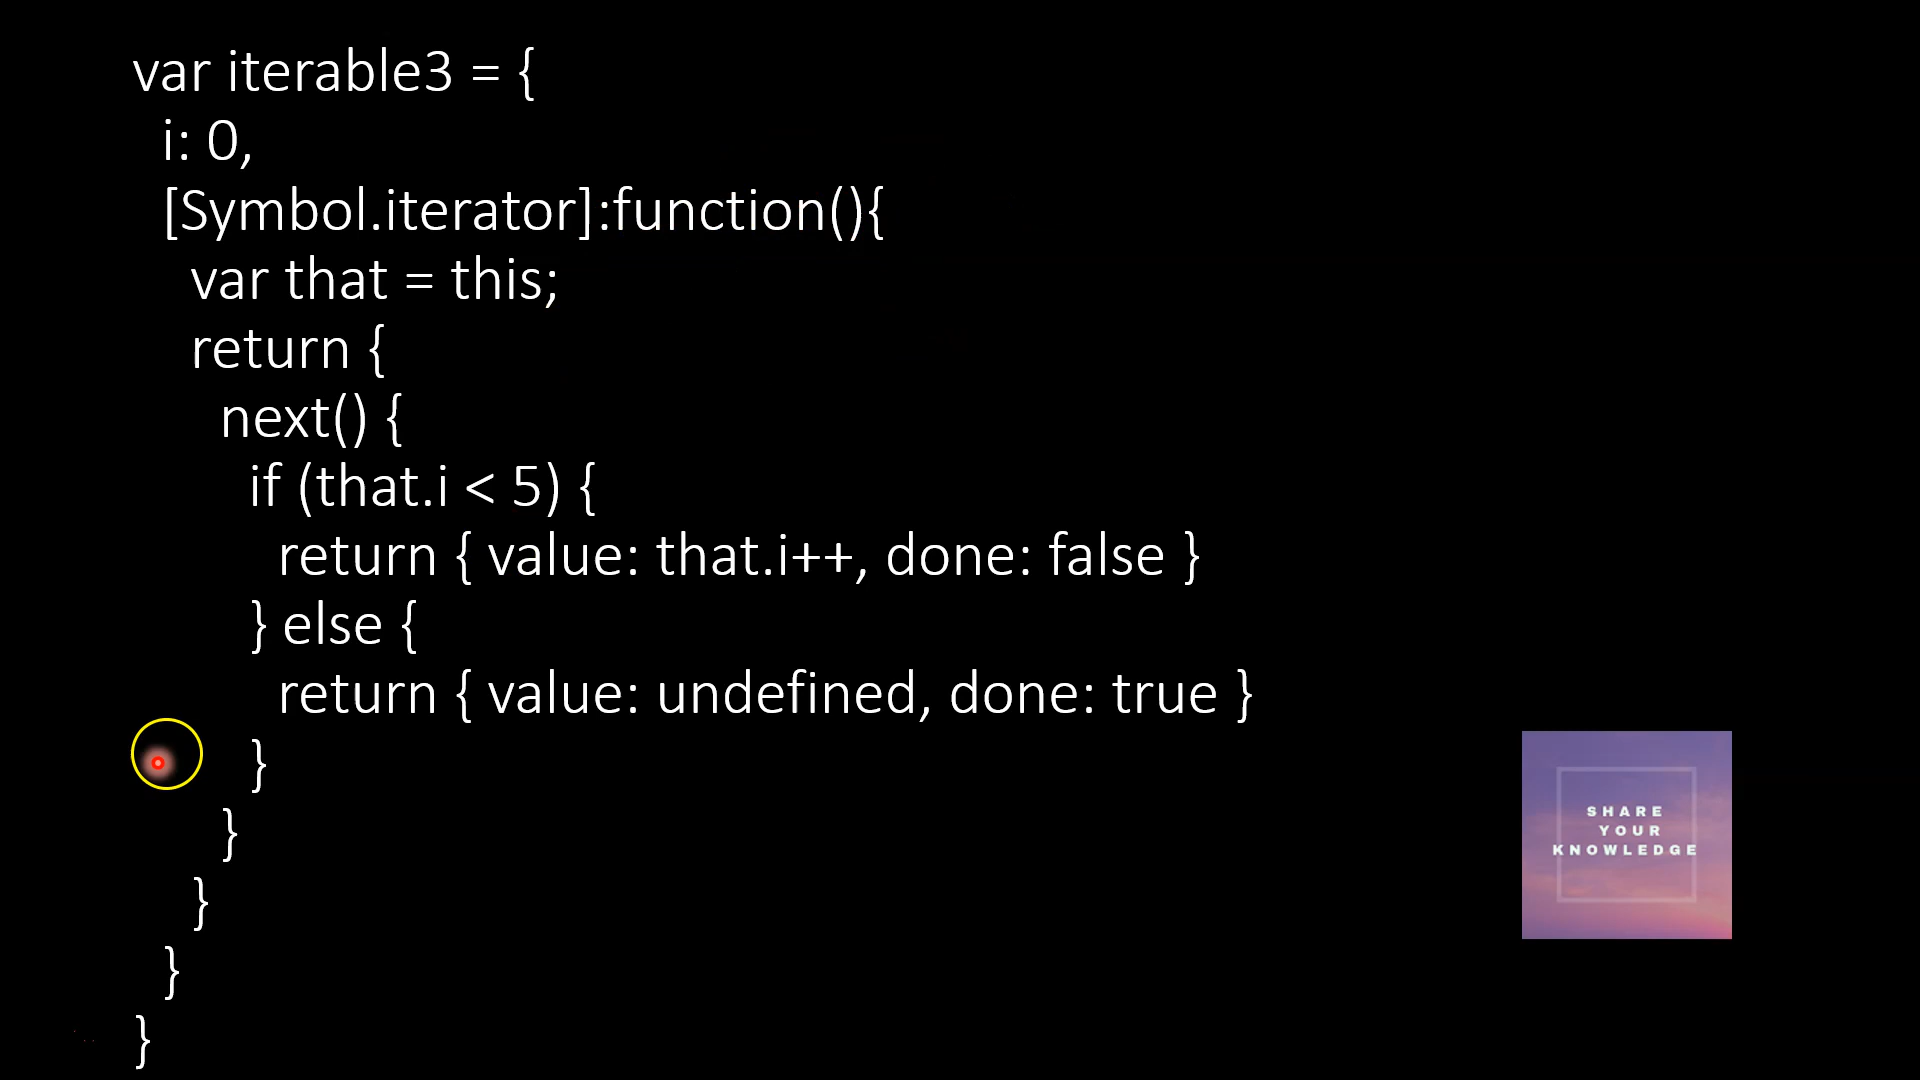 var iterable3 = {
i: 0,
[Symbol.iterator]:function(){
var that = this;
return {
next() {
if (that.i < 5) {
return { value: that.i++, done: false }
} else {
return { value: undefined, done: true }
}
}
}
}
}
SHARE
YOUR
KNOWLEDGE